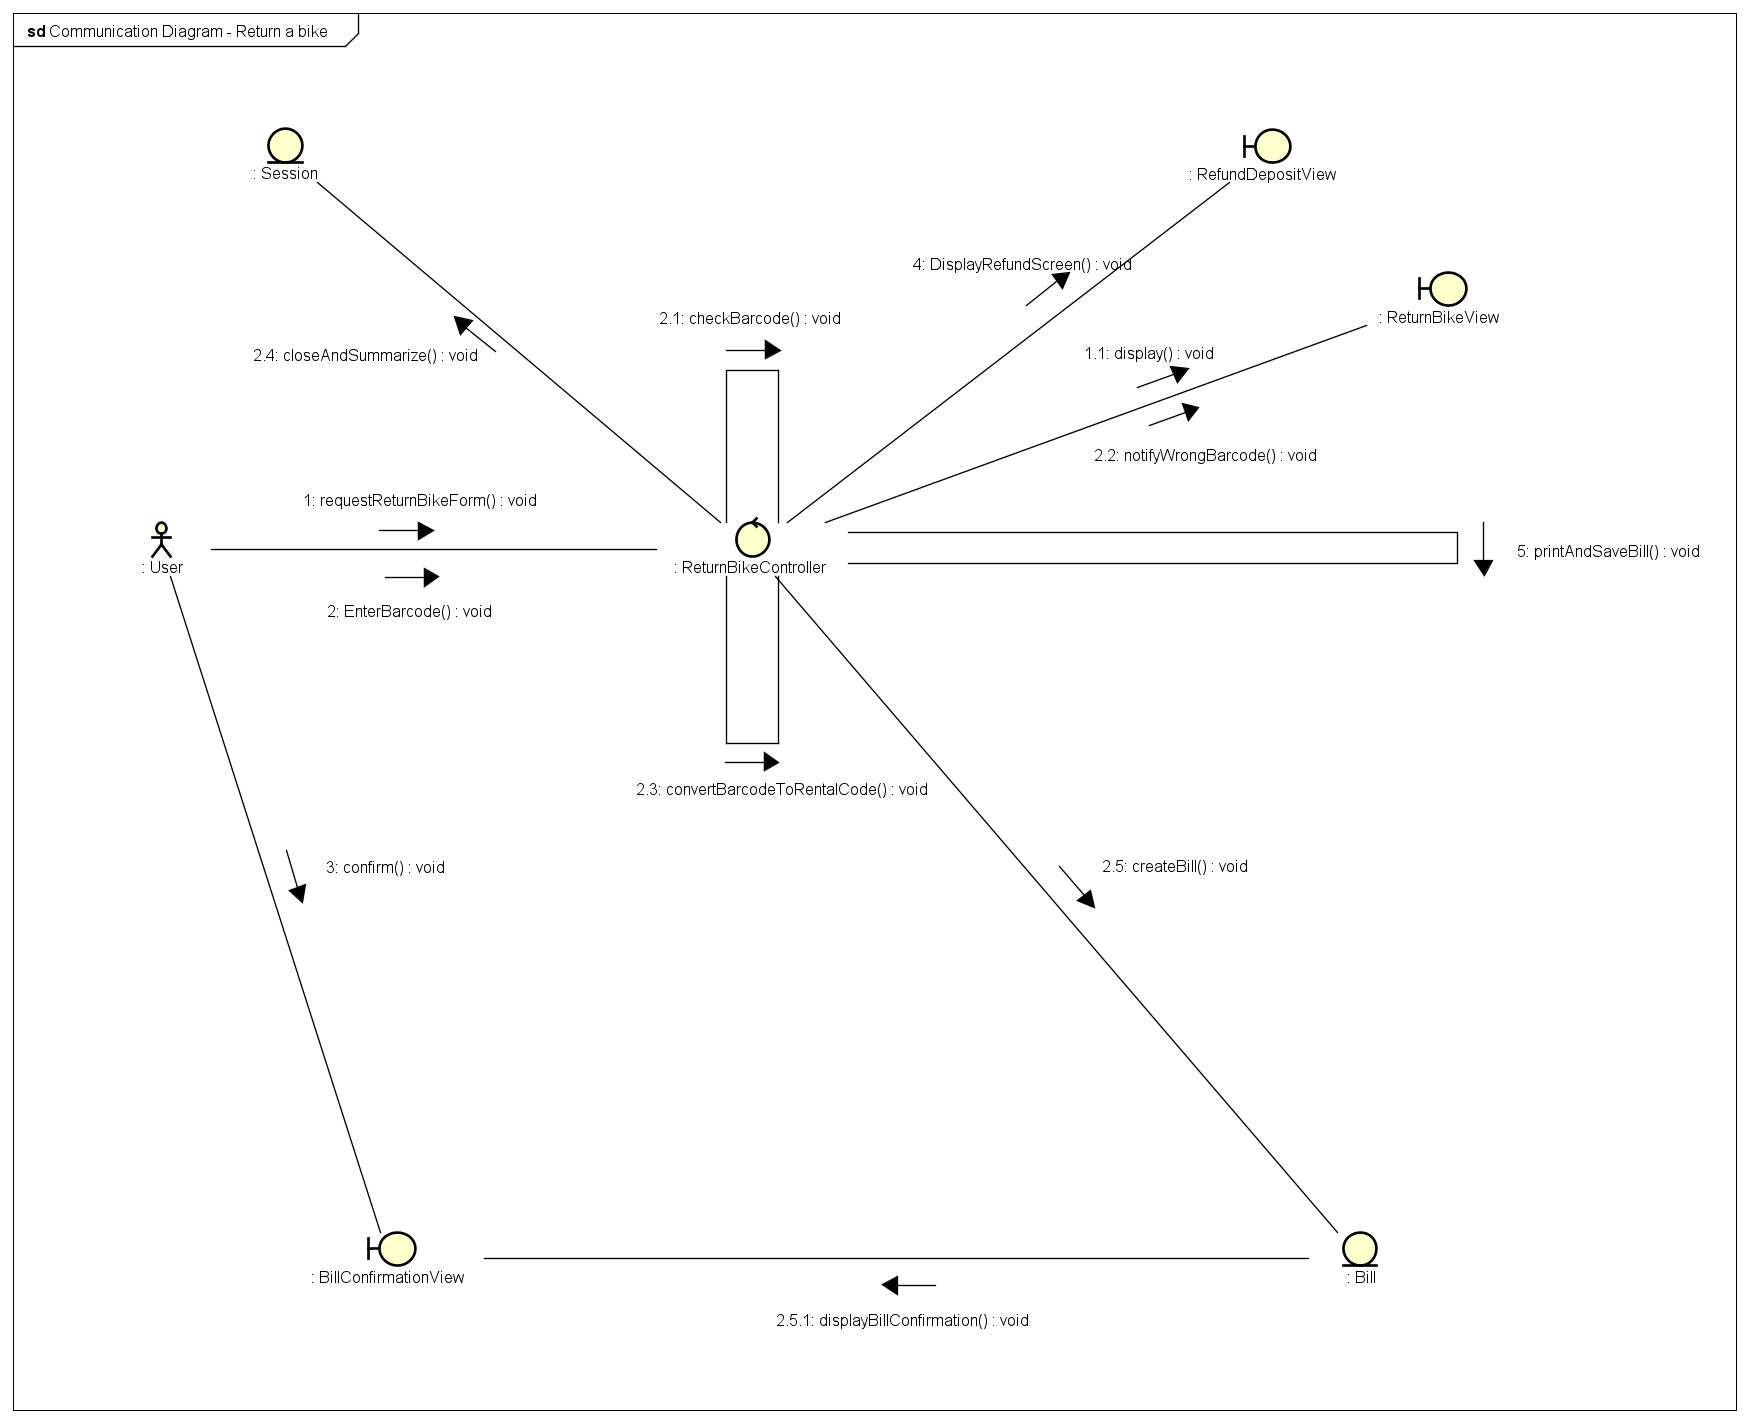 sd Communication Diagram - Return a bike
: Session
: RefundDepositView
4: DisplayRefundScreen() : void
: ReturnBikeView
2.1: checkBarcode() : void
2.4: closeAndSummarize() : void
1.1: display() : void
2.2: notifyWrongBarcode() : void
1: requestReturnBikeForm() : void
5: printAndSaveBill() : void
: User
: ReturnBikeController
2: EnterBarcode() : void
2.3: convertBarcodeToRentalCode() : void
3: confirm() : void
2.5: createBill() : void
: BillConfirmationView
: Bill
2.5.1: displayBillConfirmation() : void